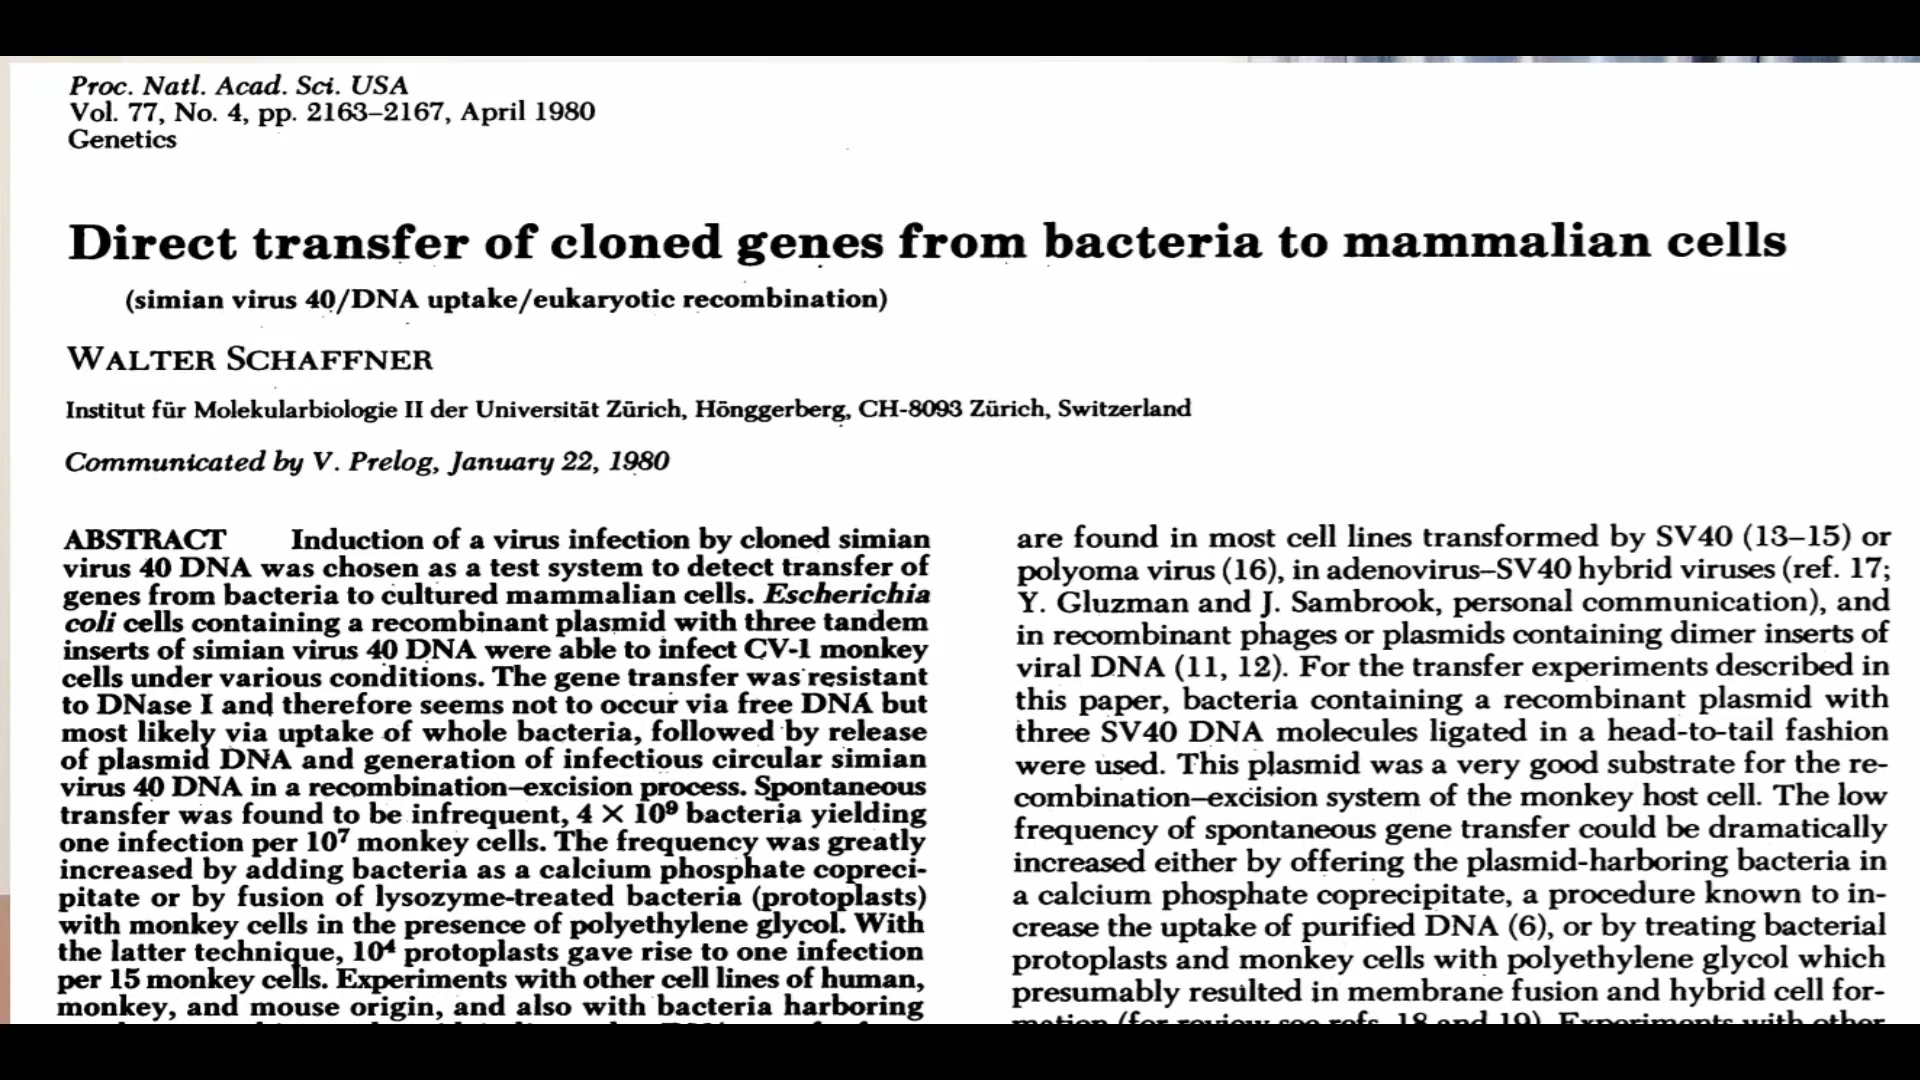 Proc. Natl. Acad. Sci. USA
Vol. 77, No. 4, pp. 2163–2167, April 1980
Genetics
Direct transfer of cloned genes from bacteria to mammalian cells
(simian virus 40/DNA uptake/eukaryotic recombination)
WALTER SCHAFFNER
Institut für Molekularbiologie II der Universität Zürich, Hönggerberg, CH-8093 Zürich, Switzerland
Communicated by V. Prelog, January 22, 1980
ABSTRACT Induction of a virus infection by cloned simian
virus 40 DNA was chosen as a test system to detect transfer of
genes from bacteria to cultured mammalian cells. Escherichia
coli cells containing a recombinant plasmid with three tandem
inserts of simian virus 40 DNA were able to infect CV-1 monkey
cells under various conditions. The gene transfer was resistant
to DNase I and therefore seems not to occur via free DNA but
most likely via uptake of whole bacteria, followed by release
of plasmid DNA and generation of infectious circular simian
virus 40 DNA in a recombination–excision process. Spontaneous
transfer was found to be infrequent, 4 × 10⁹ bacteria yielding
one infection per 10⁷ monkey cells. The frequency was greatly
increased by adding bacteria as a calcium phosphate copreci-
pitate or by fusion of lysozyme-treated bacteria (protoplasts)
with monkey cells in the presence of polyethylene glycol. With
the latter technique, 10⁴ protoplasts gave rise to one infection
per 15 monkey cells. Experiments with other cell lines of human,
monkey, and mouse origin, and also with bacteria harboring
are found in most cell lines transformed by SV40 (13–15) or
polyoma virus (16), in adenovirus–SV40 hybrid viruses (ref. 17;
Y. Gluzman and J. Sambrook, personal communication), and
in recombinant phages or plasmids containing dimer inserts of
viral DNA (11, 12). For the transfer experiments described in
this paper, bacteria containing a recombinant plasmid with
three SV40 DNA molecules ligated in a head-to-tail fashion
were used. This plasmid was a very good substrate for the re-
combination–excision system of the monkey host cell. The low
frequency of spontaneous gene transfer could be dramatically
increased either by offering the plasmid-harboring bacteria in
a calcium phosphate coprecipitate, a procedure known to in-
crease the uptake of purified DNA (6), or by treating bacterial
protoplasts and monkey cells with polyethylene glycol which
presumably resulted in membrane fusion and hybrid cell for-
mation (for review see refs. 18 and 19). Experiments with other